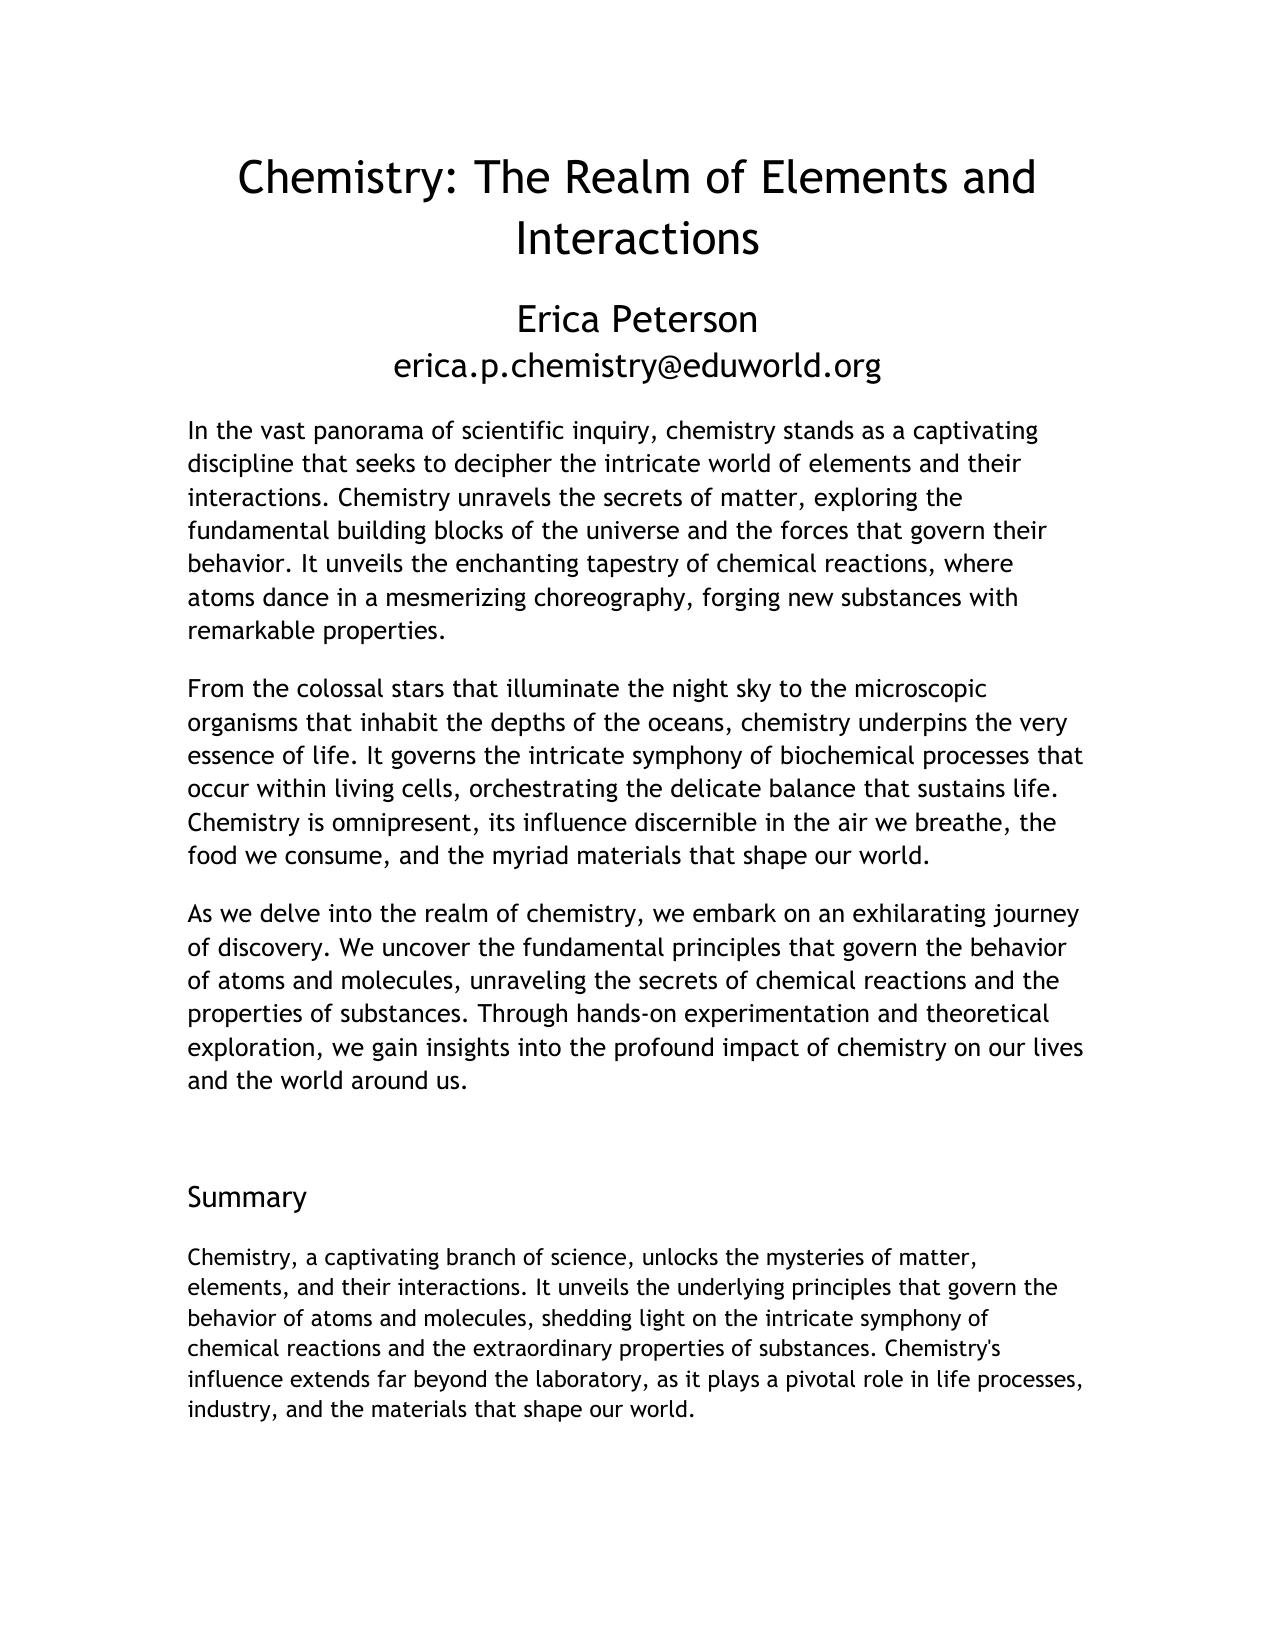 Chemistry: The Realm of Elements and
Interactions
Erica Peterson
erica.p.chemistry@eduworld.org
In the vast panorama of scientific inquiry, chemistry stands as a captivating
discipline that seeks to decipher the intricate world of elements and their
interactions. Chemistry unravels the secrets of matter, exploring the
fundamental building blocks of the universe and the forces that govern their
behavior. It unveils the enchanting tapestry of chemical reactions, where
atoms dance in a mesmerizing choreography, forging new substances with
remarkable properties.
From the colossal stars that illuminate the night sky to the microscopic
organisms that inhabit the depths of the oceans, chemistry underpins the very
essence of life. It governs the intricate symphony of biochemical processes that
occur within living cells, orchestrating the delicate balance that sustains life.
Chemistry is omnipresent, its influence discernible in the air we breathe, the
food we consume, and the myriad materials that shape our world.
As we delve into the realm of chemistry, we embark on an exhilarating journey
of discovery. We uncover the fundamental principles that govern the behavior
of atoms and molecules, unraveling the secrets of chemical reactions and the
properties of substances. Through hands-on experimentation and theoretical
exploration, we gain insights into the profound impact of chemistry on our lives
and the world around us.
Summary
Chemistry, a captivating branch of science, unlocks the mysteries of matter,
elements, and their interactions. It unveils the underlying principles that govern the
behavior of atoms and molecules, shedding light on the intricate symphony of
chemical reactions and the extraordinary properties of substances. Chemistry's
influence extends far beyond the laboratory, as it plays a pivotal role in life processes,
industry, and the materials that shape our world.